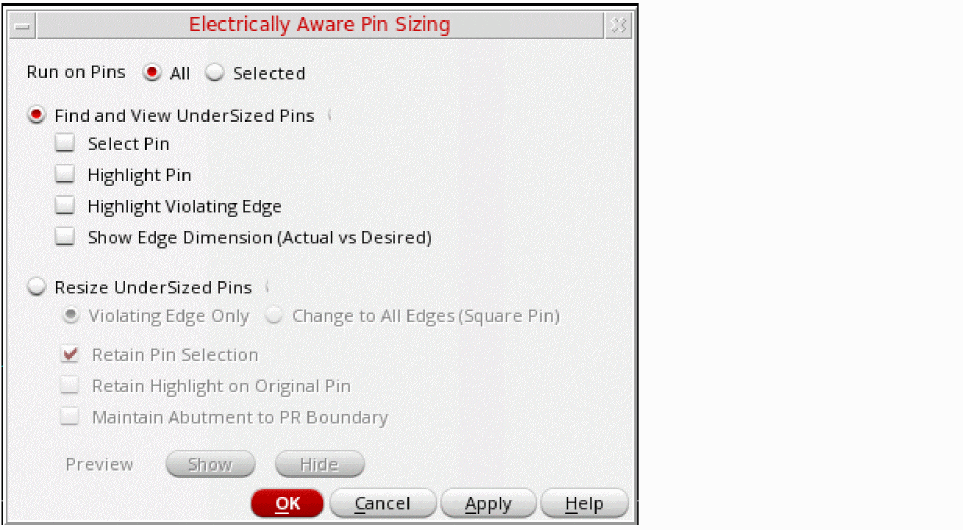 Electrically Aware Pin Sizing
Run on Pins All Selected
Find and View UnderSized Pins
Select Pin
Highlight Pin
Highlight Violating Edge
Show Edge Dimension (Actual vs Desired)
Resize UnderSized Pins
Violating Edge Only Change to All Edges (Square Pin)
Retain Pin Selection
Retain Highlight on Original Pin
Maintain Abutment to PR Boundary
Preview Show Hide
OK Cancel Apply Help